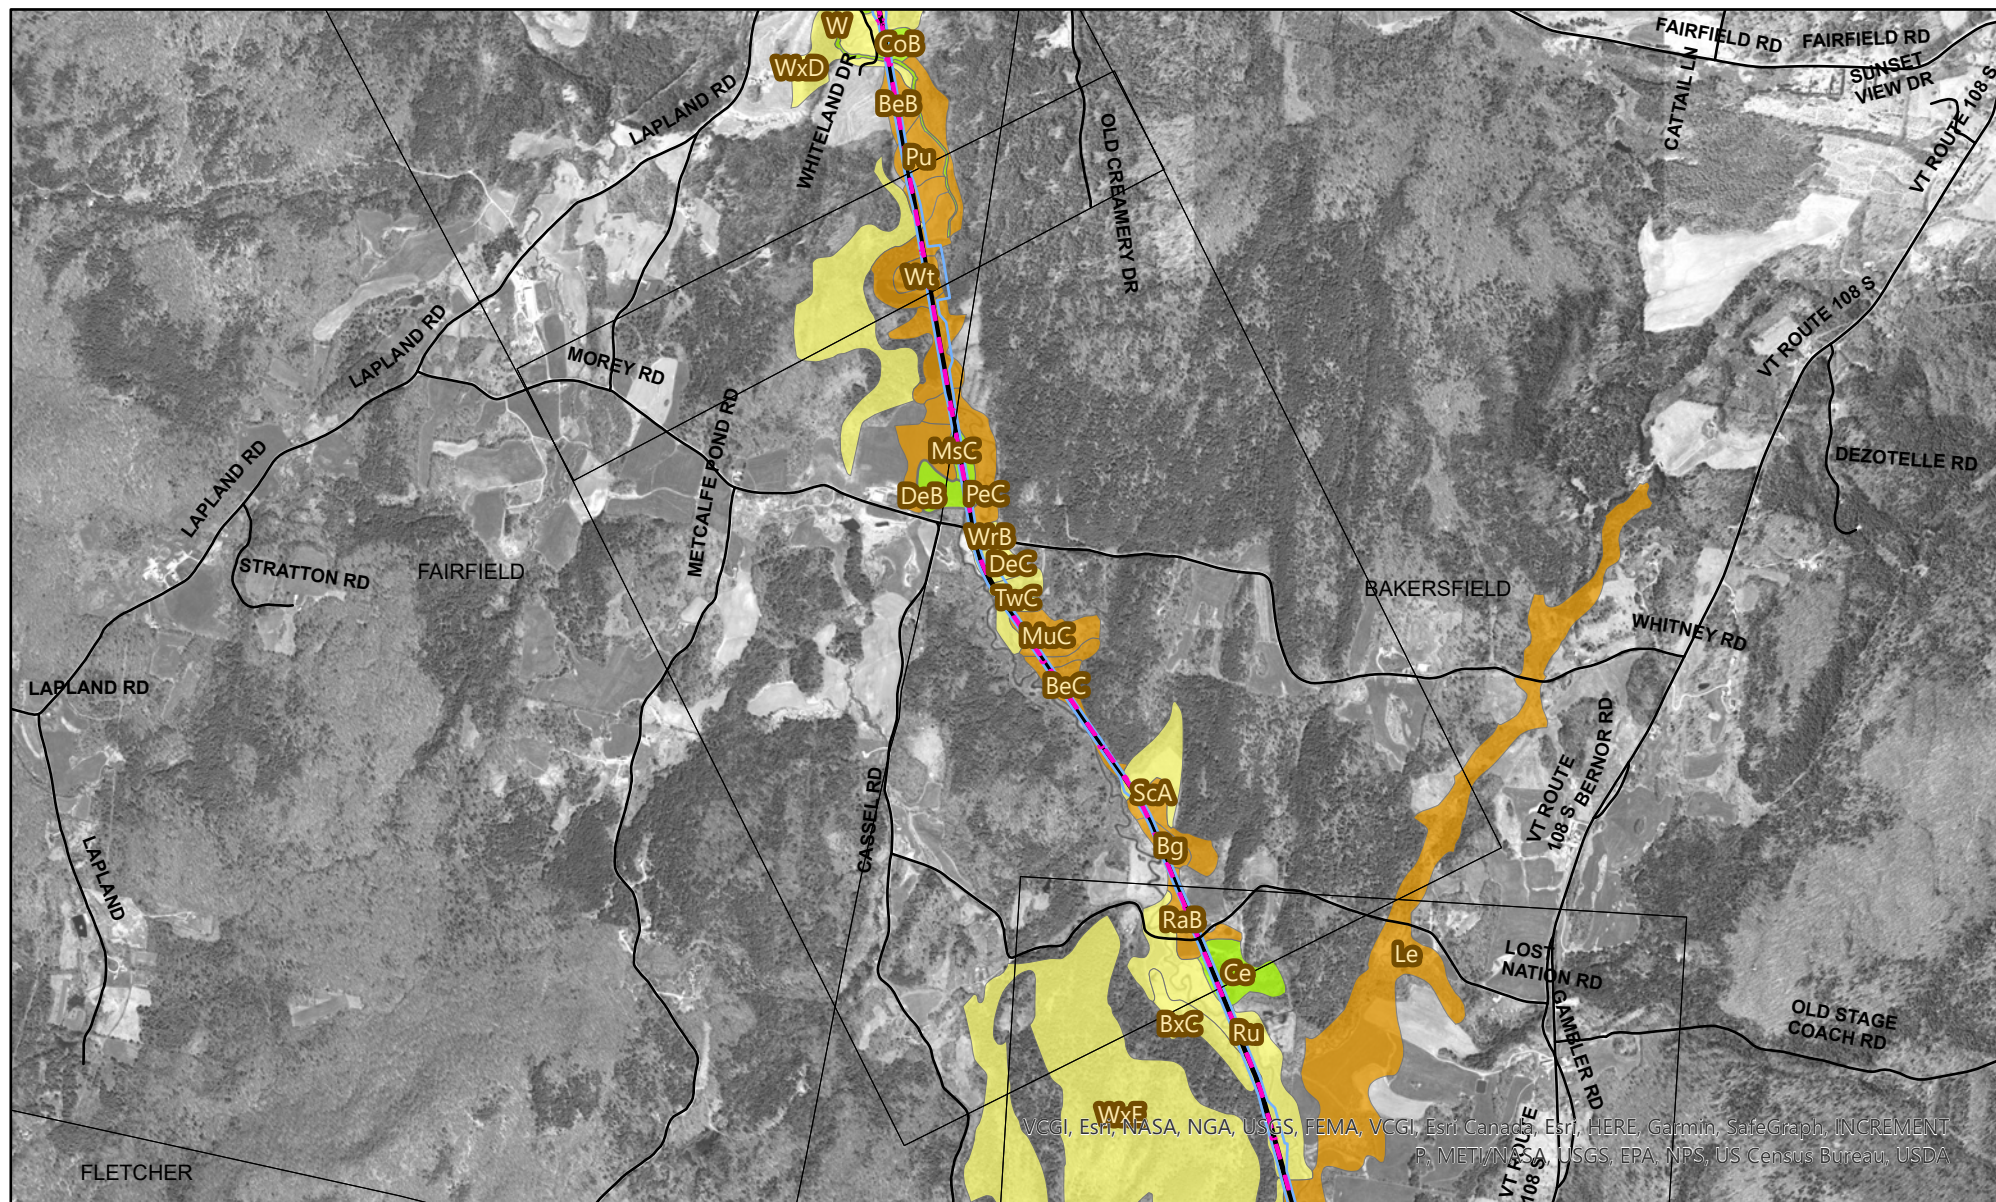 W
CoB
FAIRFIELD RD
FAIRFIELD RD
WxD
SUNSET
VIEW DR
LAPLAND RD
WHITELAND DR
BeB
CATTAIL LN
VT ROUTE 108 S
Pu
OLD CREAMERY DR
Wt
LAPLAND RD
VT ROUTE 108 S
MOREY RD
METCALFE POND RD
MsC
DEZOTELLE RD
LAPLAND RD
DeB
PeC
WrB
DeC
STRATTON RD
FAIRFIELD
BAKERSFIELD
TwC
MuC
WHITNEY RD
LAPLAND RD
BeC
BERNOR RD
VT ROUTE
108 S
ScA
CASSEL RD
Bg
LAPLAND
RaB
Le
LOST
NATION RD
Ce
BxC
Ru
GAMBLER RD
OLD STAGE
COACH RD
WxE
VCGI, Esri, NASA, NGA, USGS, FEMA, VCGI, Esri Canada, Esri, HERE, Garmin, SafeGraph, INCREMENT
P, METI/NASA, USGS, EPA, NPS, US Census Bureau, USDA
FLETCHER
VT ROUTE
108 S